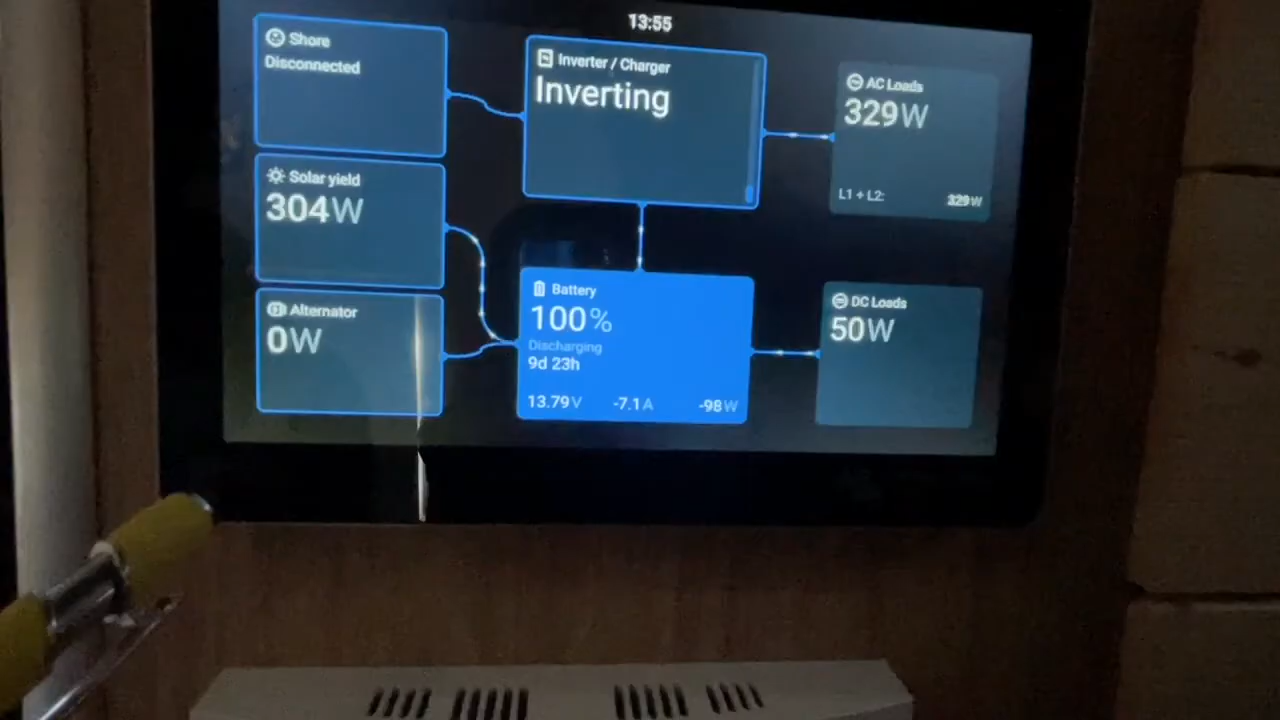 13:55
Shore
Disconnected
Inverter / Charger
Inverting
AC Loads
329W
L1 + L2:
329W
Solar yield
304W
Alternator
0W
Battery
100%
Discharging
9d 23h
13.79V
-7.1A
-98W
DC Loads
50W